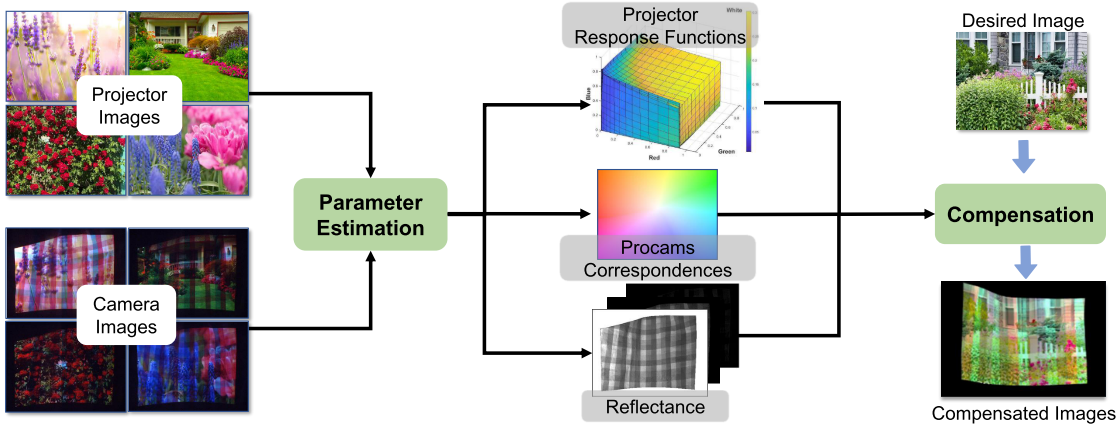 Projector
Images
Camera
Images
Parameter
Estimation
Projector
Response Functions
White
Blue
Red
Green
Procams
Correspondences
Reflectance
Desired Image
Compensation
Compensated Images